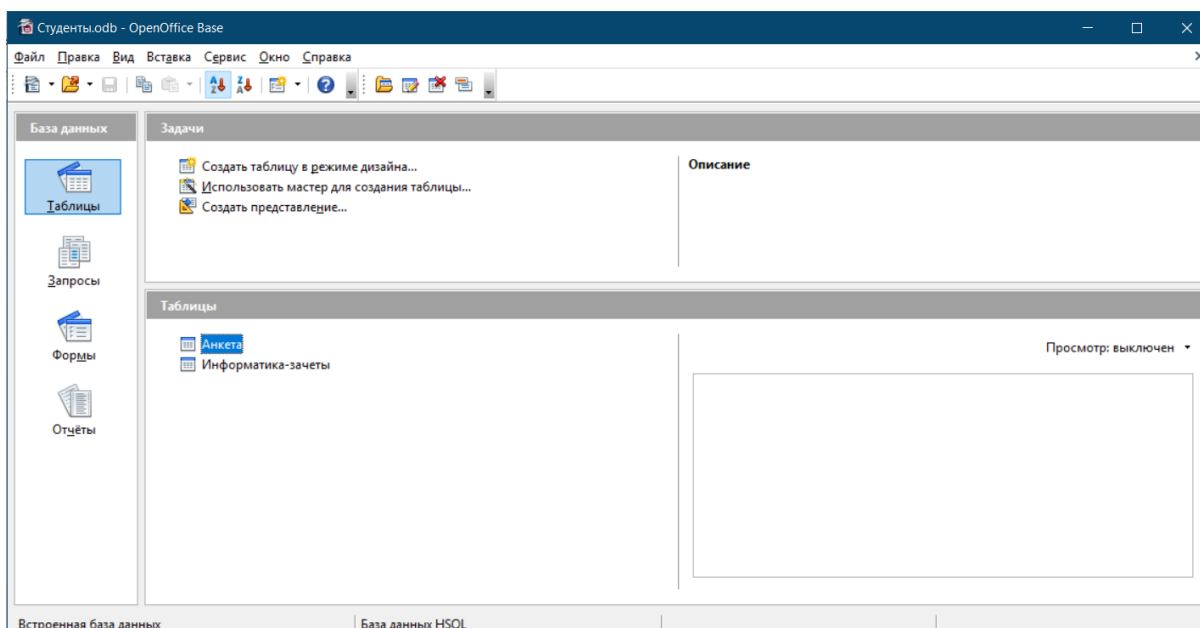 Студенты.odb - OpenOffice Base
Файл Правка Вид Вставка Сервис Окно Справка
База данных
Таблицы
Запросы
Формы
Отчёты
Задачи
Создать таблицу в режиме дизайна...
Использовать мастер для создания таблицы...
Создать представление...
Описание
Таблицы
Анкета
Информатика-зачеты
Просмотр: выключен
Встроенная база данных
База данных HSQL